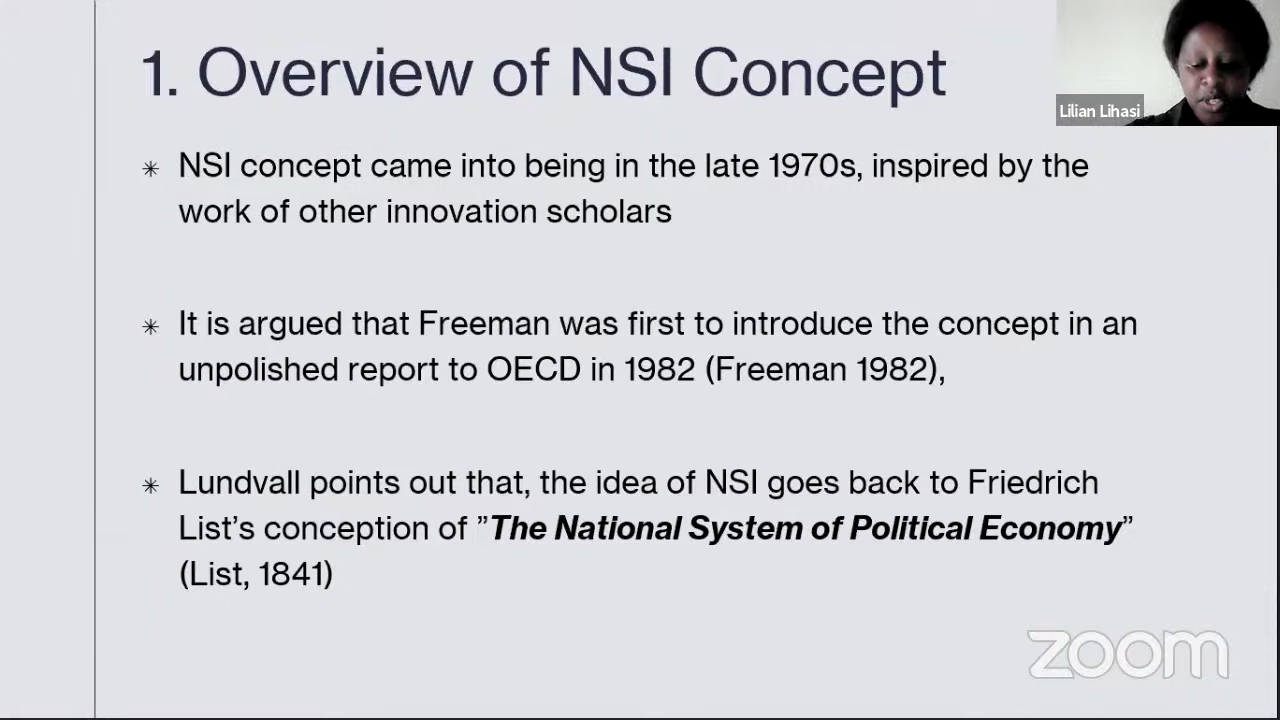 1. Overview of NSI Concept
Lilian Lihasi
✳ NSI concept came into being in the late 1970s, inspired by the
work of other innovation scholars
✳ It is argued that Freeman was first to introduce the concept in an
unpolished report to OECD in 1982 (Freeman 1982),
✳ Lundvall points out that, the idea of NSI goes back to Friedrich
List’s conception of ”The National System of Political Economy”
(List, 1841)
zoom